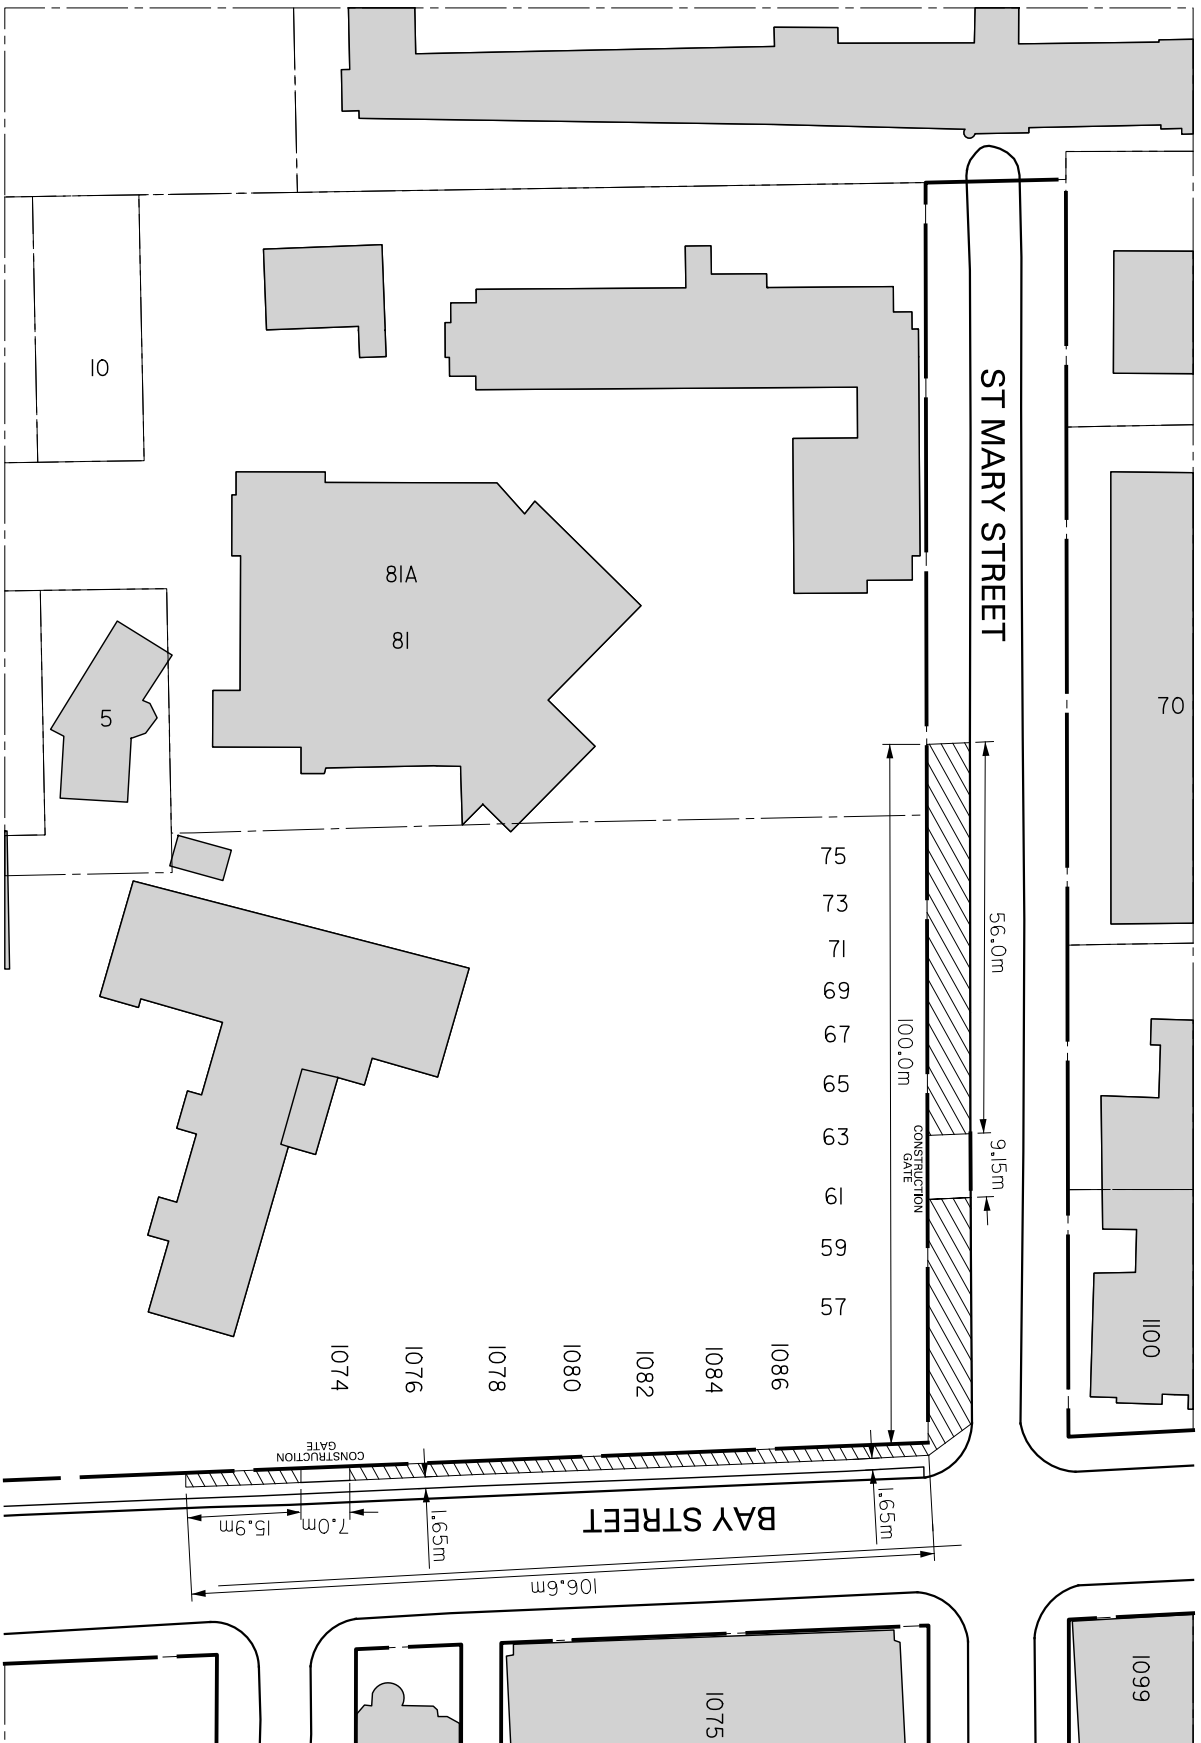 10
81A
81
5
ST MARY STREET
70
75
73
71
69
67
65
63
61
59
57
56.0m
100.0m
9.15m
CONSTRUCTION
GATE
1100
1074
1076
1078
1080
1082
1084
1086
CONSTRUCTION
GATE
15.9m
7.0m
1.65m
BAY STREET
1.65m
106.6m
1075
1099